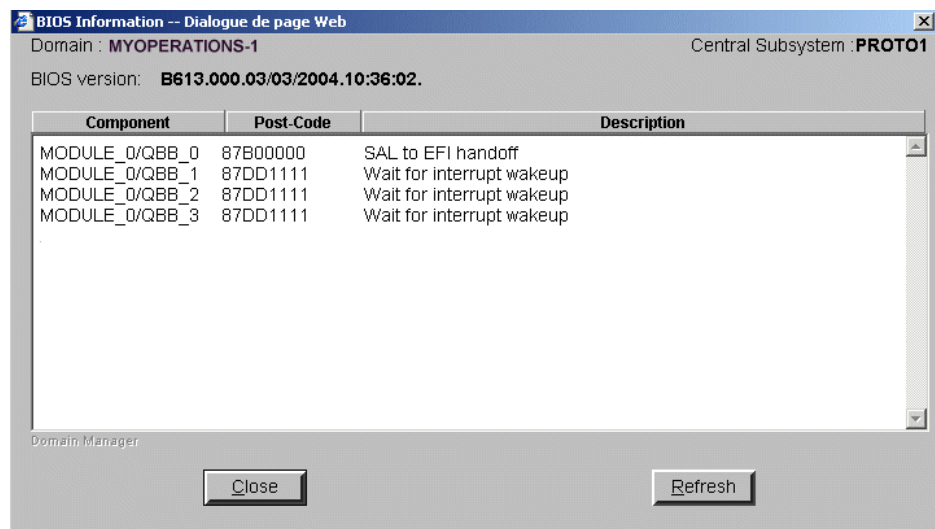 BIOS Information -- Dialogue de page Web
Domain : MYOPERATIONS-1 Central Subsystem :PROTO1
BIOS version: B613.000.03/03/2004.10:36:02.
Component Post-Code Description
MODULE_0/QBB_0 87B00000 SAL to EFI handoff
MODULE_0/QBB_1 87DD1111 Wait for interrupt wakeup
MODULE_0/QBB_2 87DD1111 Wait for interrupt wakeup
MODULE_0/QBB_3 87DD1111 Wait for interrupt wakeup
Domain Manager
Close Refresh